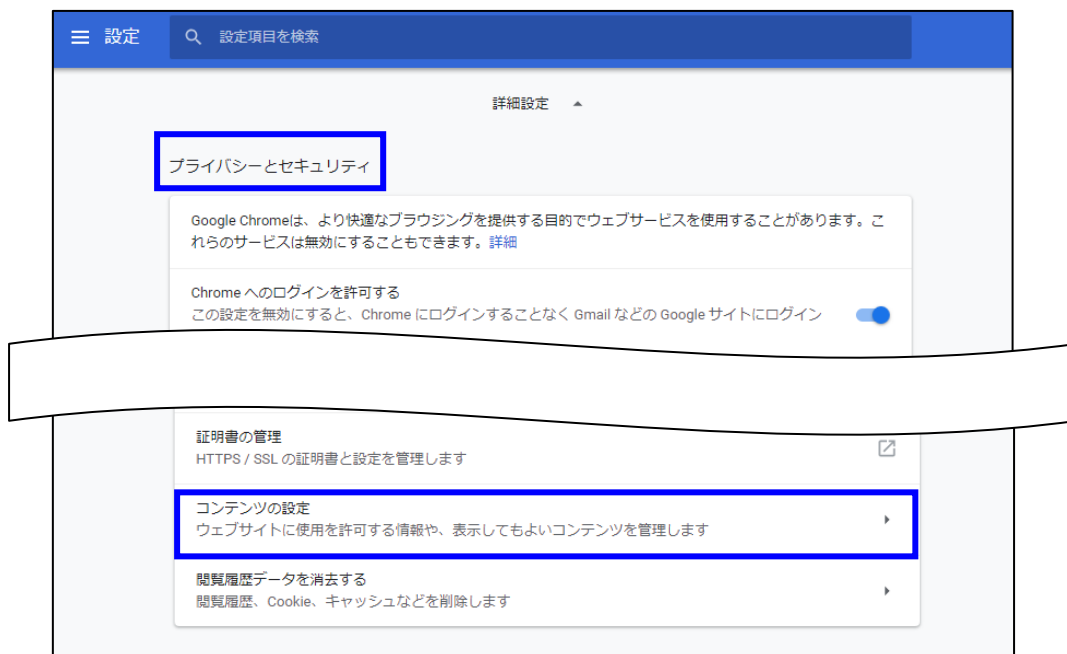 設定
設定項目を検索
詳細設定
プライバシーとセキュリティ
Google Chromeは、より快適なブラウジングを提供する目的でウェブサービスを使用することがあります。こ
れらのサービスは無効にすることもできます。詳細
Chrome へのログインを許可する
この設定を無効にすると、Chrome にログインすることなく Gmail などの Google サイトにログイン
証明書の管理
HTTPS / SSL の証明書と設定を管理します
コンテンツの設定
ウェブサイトに使用を許可する情報や、表示してもよいコンテンツを管理します
閲覧履歴データを消去する
閲覧履歴、Cookie、キャッシュなどを削除します